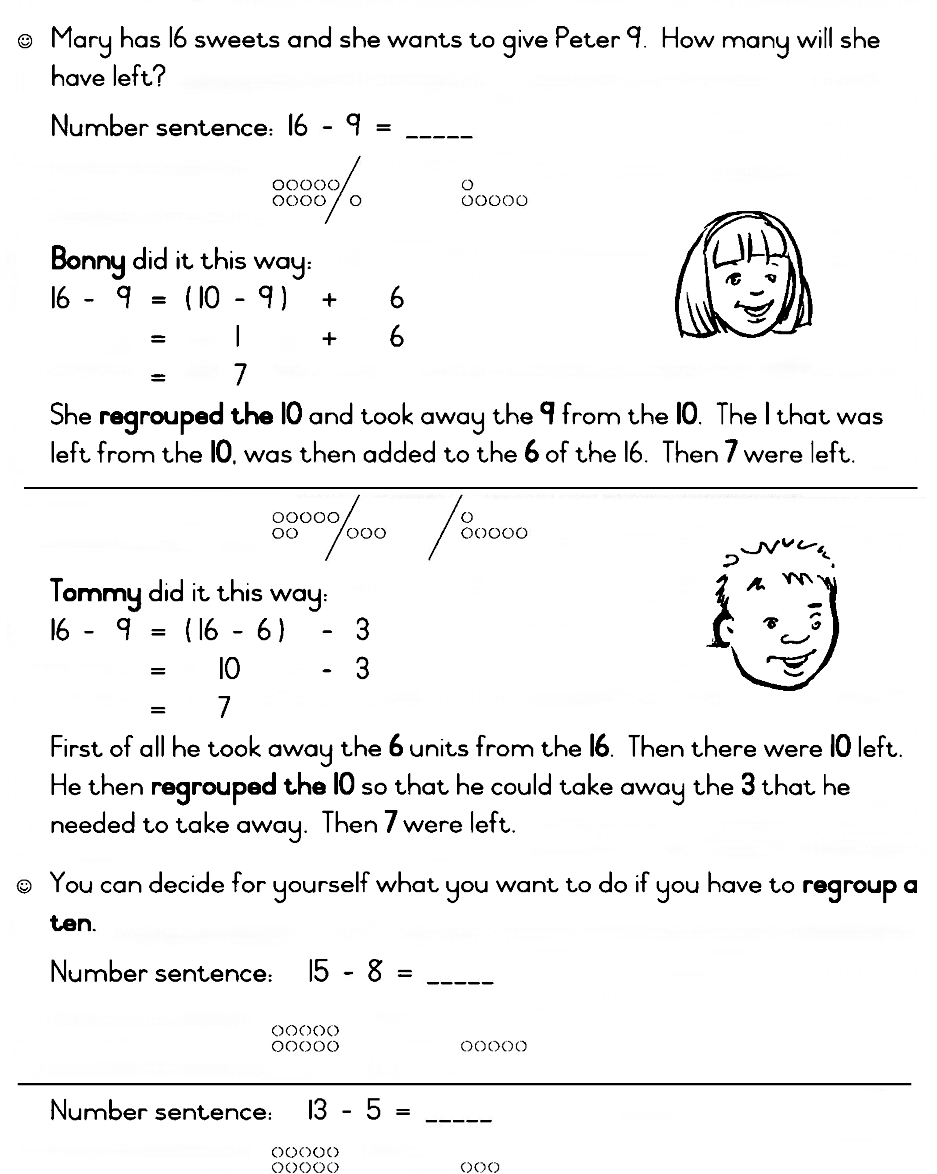 ☺ Mary has 16 sweets and she wants to give Peter 9. How many will she
have left?
Number sentence: 16 - 9 = _____
Bonny did it this way:
16 - 9 = (10 - 9) + 6
= 1 + 6
= 7
She regrouped the 10 and took away the 9 from the 10. The 1 that was
left from the 10, was then added to the 6 of the 16. Then 7 were left.
Tommy did it this way:
16 - 9 = (16 - 6) - 3
= 10 - 3
= 7
First of all he took away the 6 units from the 16. Then there were 10 left.
He then regrouped the 10 so that he could take away the 3 that he
needed to take away. Then 7 were left.
☺ You can decide for yourself what you want to do if you have to regroup a
ten.
Number sentence: 15 - 8 = _____
Number sentence: 13 - 5 = _____